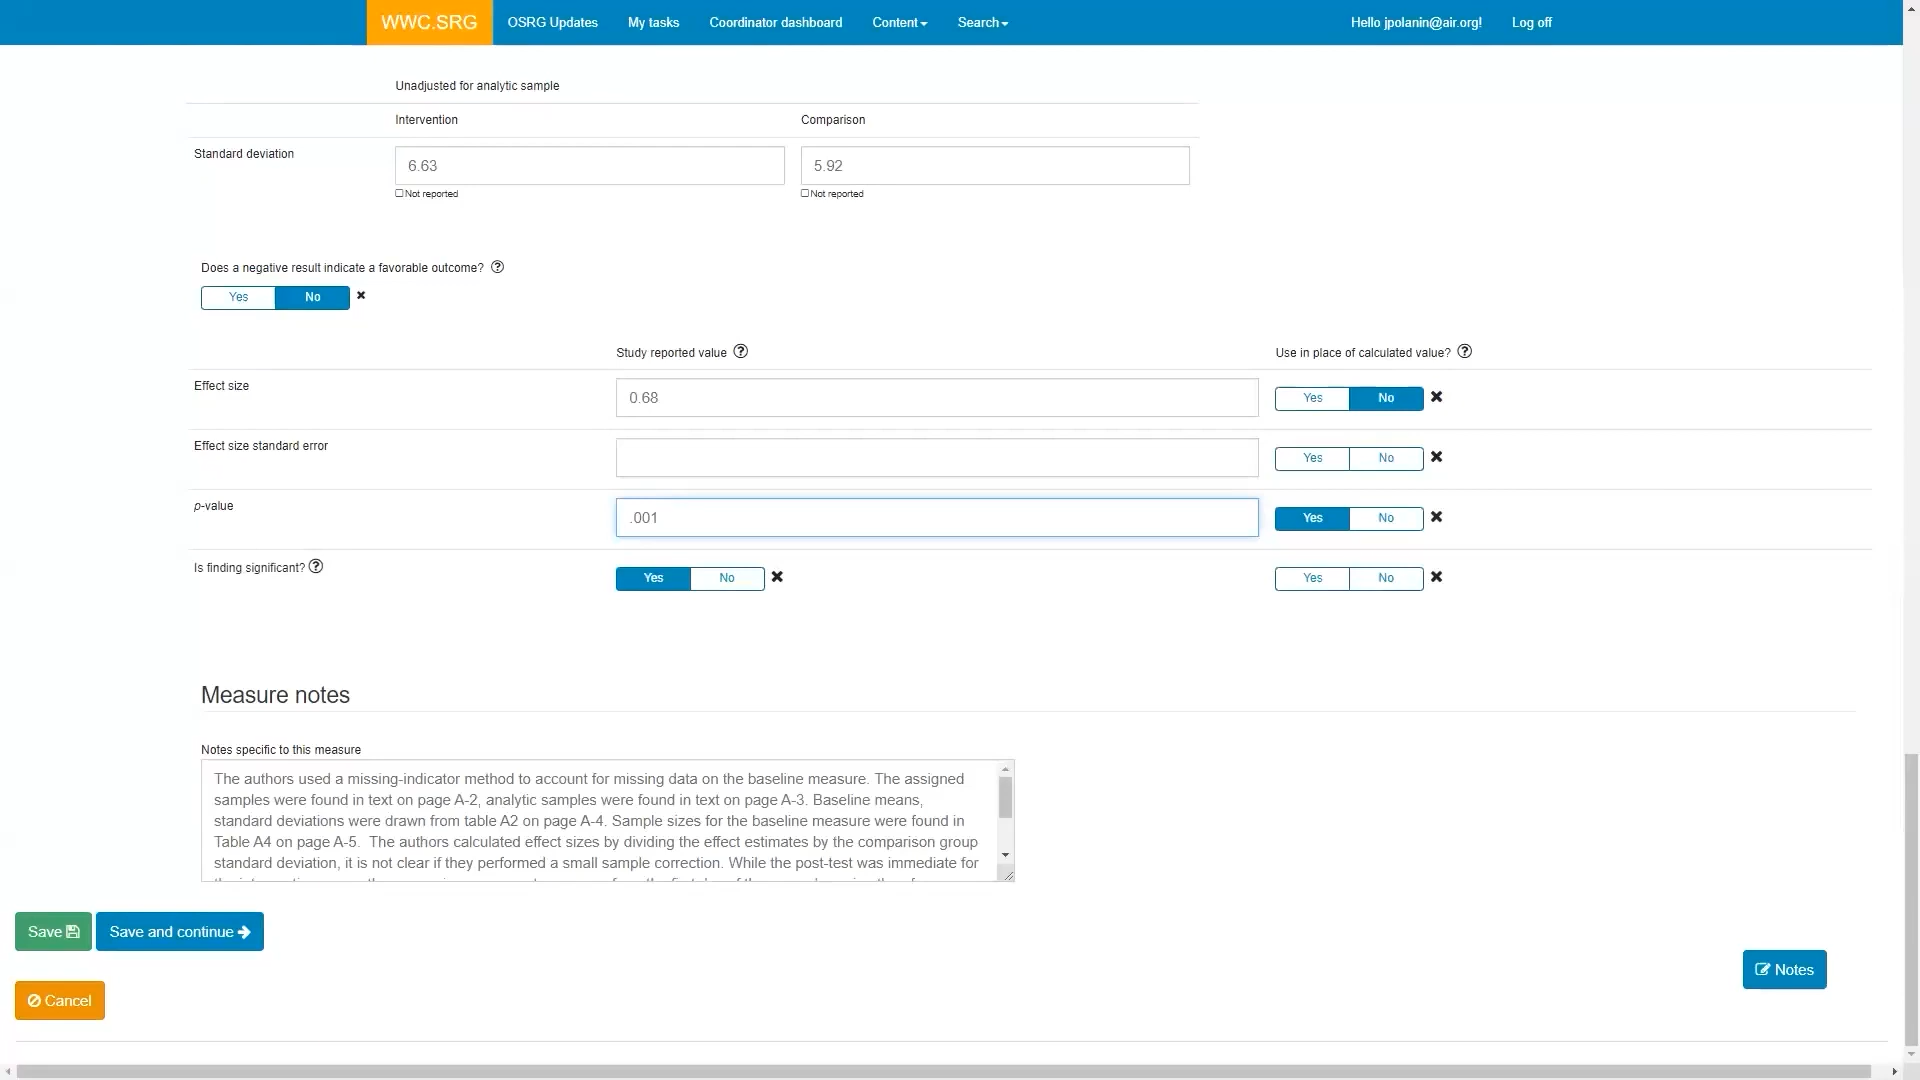 WWC.SRG OSRG Updates My tasks Coordinator dashboard Content Search Hello jpolanin@air.org! Log off
Unadjusted for analytic sample
Intervention Comparison
Standard deviation
6.63 5.92
Not reported Not reported
Does a negative result indicate a favorable outcome?
Yes No
Study reported value Use in place of calculated value?
Effect size
0.68 Yes No
Effect size standard error
Yes No
p-value
.001 Yes No
Is finding significant?
Yes No Yes No
Measure notes
Notes specific to this measure
The authors used a missing-indicator method to account for missing data on the baseline measure. The assigned
samples were found in text on page A-2, analytic samples were found in text on page A-3. Baseline means,
standard deviations were drawn from table A2 on page A-4. Sample sizes for the baseline measure were found in
Table A4 on page A-5. The authors calculated effect sizes by dividing the effect estimates by the comparison group
standard deviation, it is not clear if they performed a small sample correction. While the post-test was immediate for
Save Save and continue
Notes
Cancel